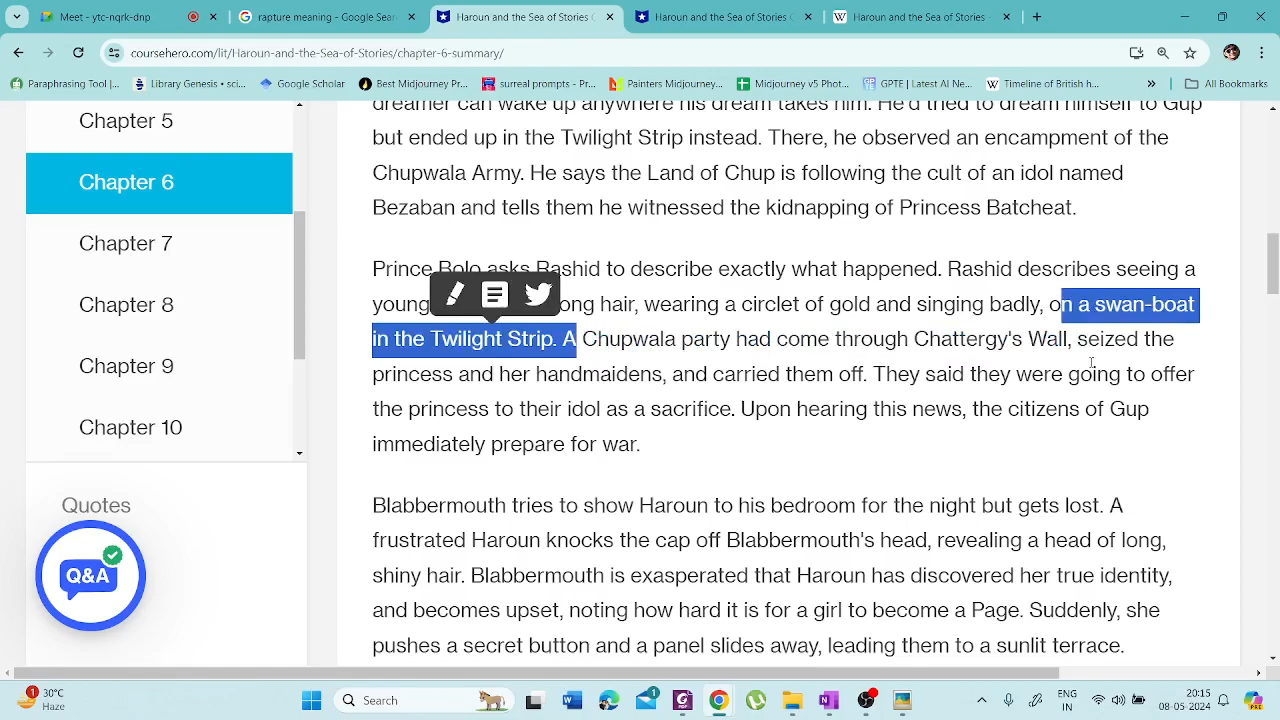 Meet - ytc-nqrk-dnp
rapture meaning - Google Sear
Haroun and the Sea of Stories
Haroun and the Sea of Stories C
Haroun and the Sea of Stories -
coursehero.com/lit/Haroun-and-the-Sea-of-Stories/chapter-6-summary/
Paraphrasing Tool |...
Library Genesis • sci...
Google Scholar
Best Midjourney Pro...
surreal prompts - Pr...
Painters Midjourney...
Midjourney v5 Phot...
GPTE | Latest AI Ne...
Timeline of British h...
All Bookmarks
Chapter 5
Chapter 6
Chapter 7
Chapter 8
Chapter 9
Chapter 10
Quotes
Q&A
dreamer can wake up anywhere his dream takes him. He'd tried to dream himself to Gup
but ended up in the Twilight Strip instead. There, he observed an encampment of the
Chupwala Army. He says the Land of Chup is following the cult of an idol named
Bezaban and tells them he witnessed the kidnapping of Princess Batcheat.
Prince Bolo asks Rashid to describe exactly what happened. Rashid describes seeing a
young ong hair, wearing a circlet of gold and singing badly, on a swan-boat
in the Twilight Strip. A Chupwala party had come through Chattergy's Wall, seized the
princess and her handmaidens, and carried them off. They said they were going to offer
the princess to their idol as a sacrifice. Upon hearing this news, the citizens of Gup
immediately prepare for war.
Blabbermouth tries to show Haroun to his bedroom for the night but gets lost. A
frustrated Haroun knocks the cap off Blabbermouth's head, revealing a head of long,
shiny hair. Blabbermouth is exasperated that Haroun has discovered her true identity,
and becomes upset, noting how hard it is for a girl to become a Page. Suddenly, she
pushes a secret button and a panel slides away, leading them to a sunlit terrace.
1
30°C
Haze
Search
1
ENG
IN
20:15
08-05-2024